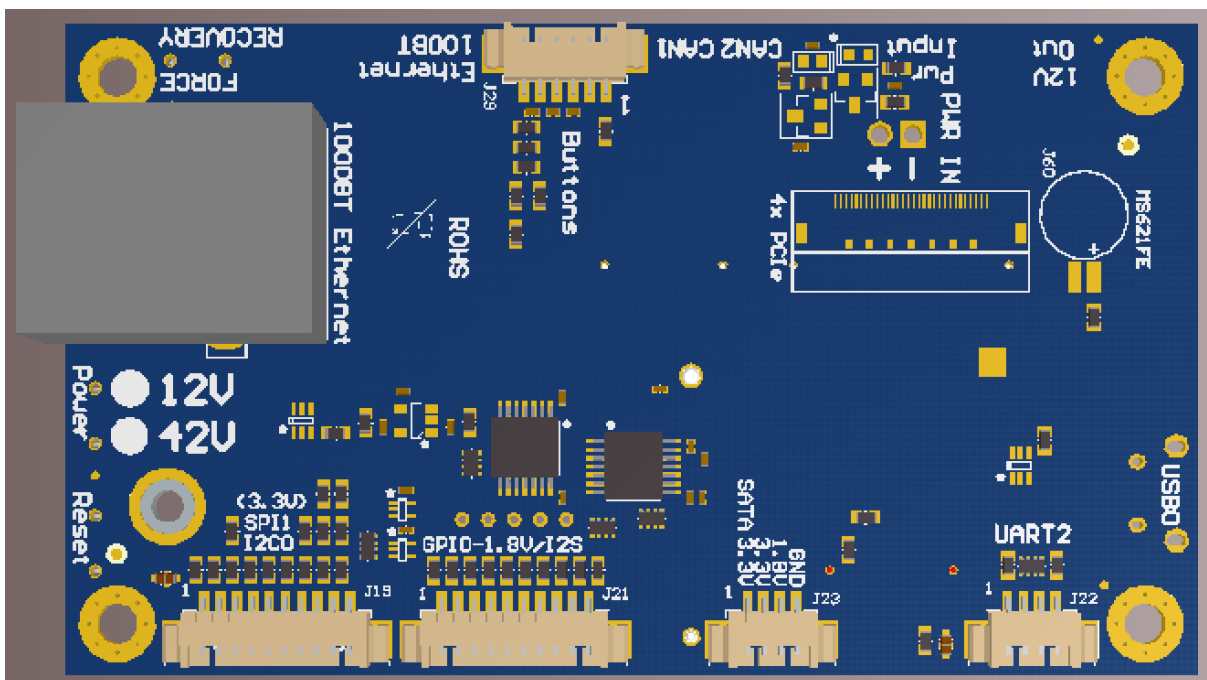 RECOVERY
FORCE
100BT
Ethernet
J29
1
Buttons
CAN2 CAN1
Input
Pwr
PWR IN
+ -
12V
Out
J60
MS621FE
+
4x PCIe
1000BT Ethernet
ROHS
Power
12V
42V
Reset
(3.3V)
SPI1
I2C0
1
J19
GPIO-1.8V/I2S
1
J21
SATA 3.3V
3.3V
1.8V
GND
1
J23
UART2
1
J22
USB0